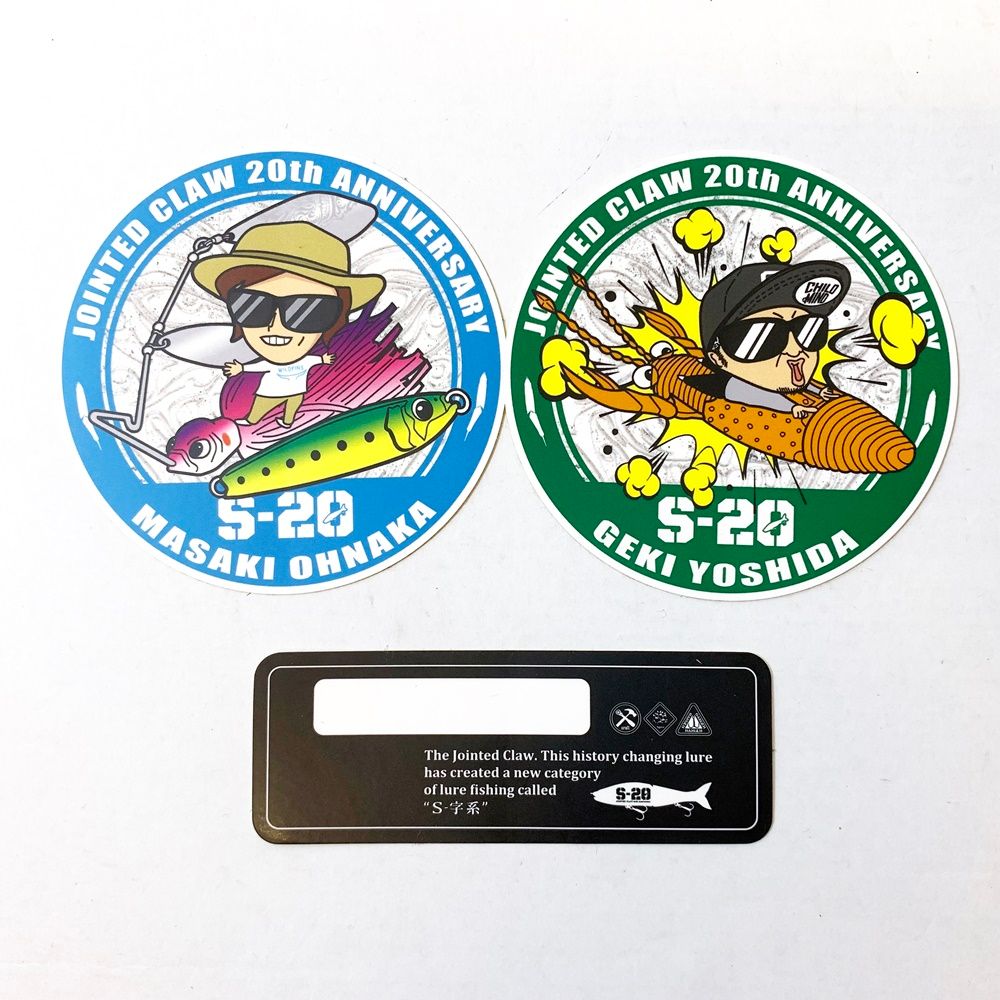 JOINTED CLAW 20th ANNIVERSARY
WILDFINS
S-20
MASAKI OHNAKA
JOINTED CLAW 20th ANNIVERSARY
CHILD
MIND
S-20
GEKI YOSHIDA
The Jointed Claw. This history changing lure
has created a new category
of lure fishing called
“S-字系”
S-20